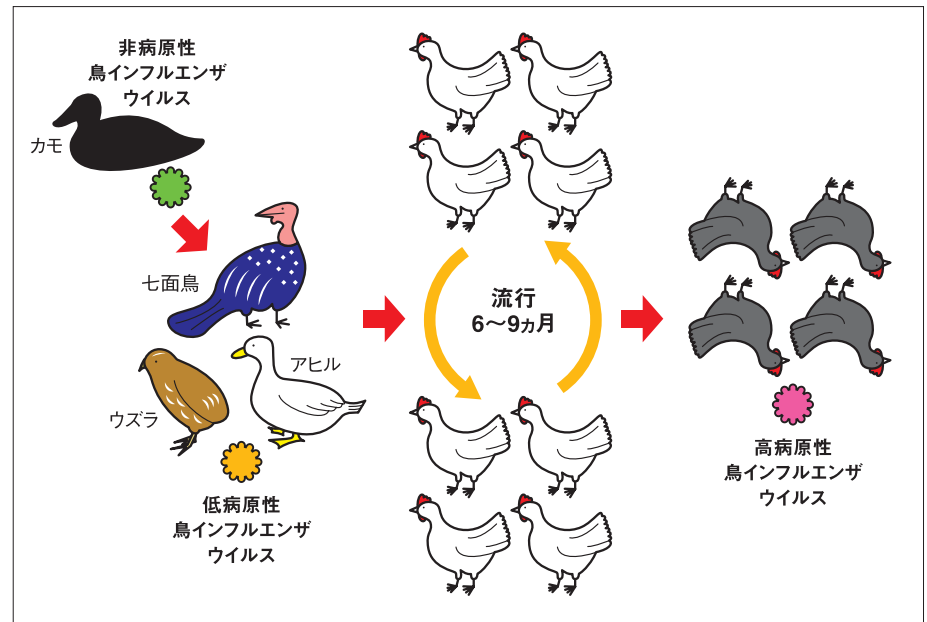 非病原性
鳥インフルエンザ
ウイルス
カモ
七面鳥
アヒル
ウズラ
低病原性
鳥インフルエンザ
ウイルス
流行
6〜9ヵ月
高病原性
鳥インフルエンザ
ウイルス